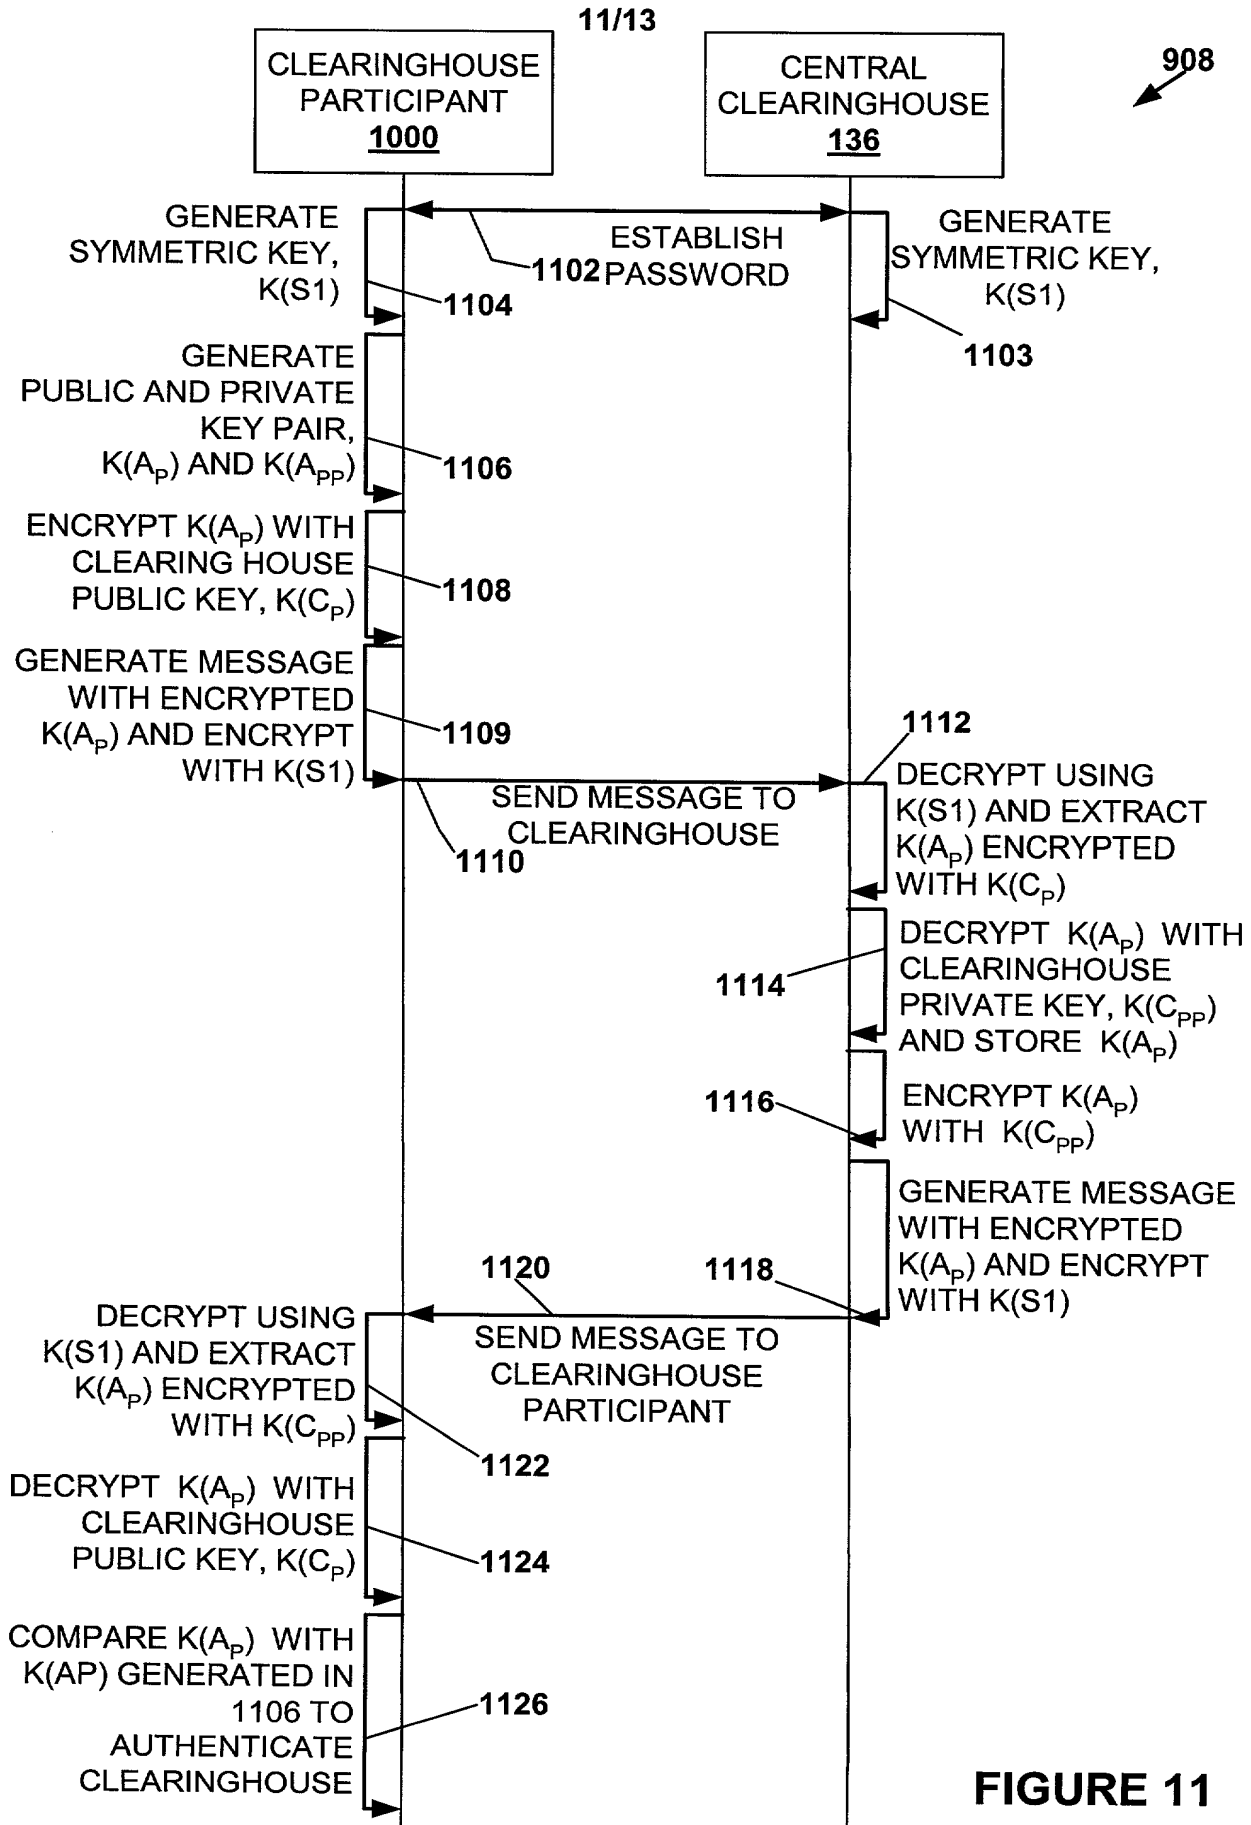 11/13
CLEARINGHOUSE
PARTICIPANT
1000
CENTRAL
CLEARINGHOUSE
136
908
GENERATE
SYMMETRIC KEY,
K(S1)
1104
1102
ESTABLISH
PASSWORD
GENERATE
SYMMETRIC KEY,
K(S1)
1103
GENERATE
PUBLIC AND PRIVATE
KEY PAIR,
K(AP) AND K(APP)
1106
ENCRYPT K(AP) WITH
CLEARING HOUSE
PUBLIC KEY, K(CP)
1108
GENERATE MESSAGE
WITH ENCRYPTED
K(AP) AND ENCRYPT
WITH K(S1)
1109
SEND MESSAGE TO
CLEARINGHOUSE
1110
1112
DECRYPT USING
K(S1) AND EXTRACT
K(AP) ENCRYPTED
WITH K(CP)
1114
DECRYPT K(AP) WITH
CLEARINGHOUSE
PRIVATE KEY, K(CPP)
AND STORE K(AP)
1116
ENCRYPT K(AP)
WITH K(CPP)
GENERATE MESSAGE
WITH ENCRYPTED
K(AP) AND ENCRYPT
WITH K(S1)
1118
1120
SEND MESSAGE TO
CLEARINGHOUSE
PARTICIPANT
DECRYPT USING
K(S1) AND EXTRACT
K(AP) ENCRYPTED
WITH K(CPP)
1122
DECRYPT K(AP) WITH
CLEARINGHOUSE
PUBLIC KEY, K(CP)
1124
COMPARE K(AP) WITH
K(AP) GENERATED IN
1106 TO
AUTHENTICATE
CLEARINGHOUSE
1126
FIGURE 11